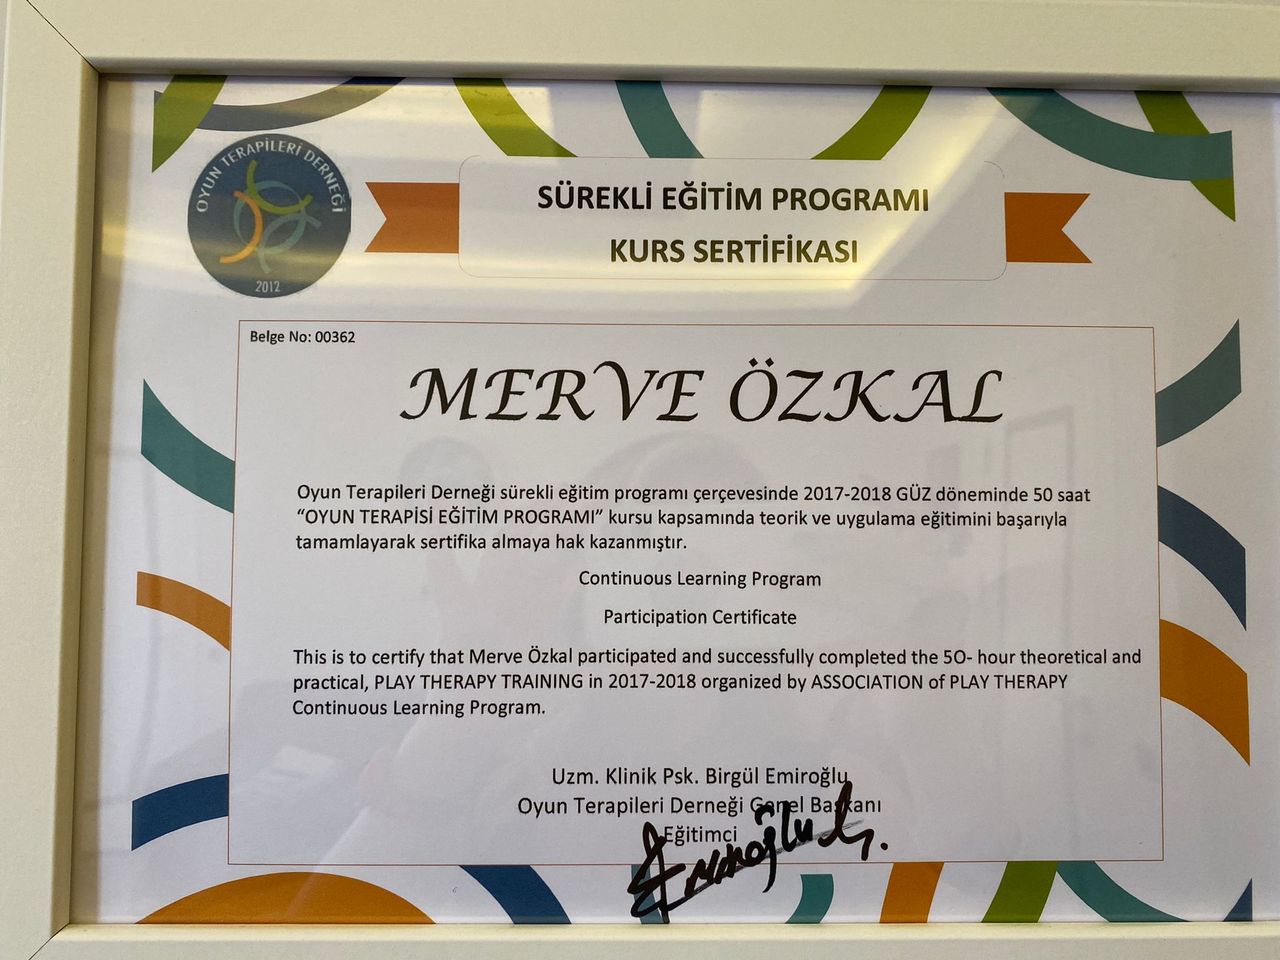 OYUN TERAPİLERİ DERNEĞİ
2012
SÜREKLİ EĞİTİM PROGRAMI
KURS SERTİFİKASI
Belge No: 00362
MERVE ÖZKAL
Oyun Terapileri Derneği sürekli eğitim programı çerçevesinde 2017-2018 GÜZ döneminde 50 saat
“OYUN TERAPİSİ EĞİTİM PROGRAMI” kursu kapsamında teorik ve uygulama eğitimini başarıyla
tamamlayarak sertifika almaya hak kazanmıştır.
Continuous Learning Program
Participation Certificate
This is to certify that Merve Özkal participated and successfully completed the 5O- hour theoretical and
practical, PLAY THERAPY TRAINING in 2017-2018 organized by ASSOCIATION of PLAY THERAPY
Continuous Learning Program.
Uzm. Klinik Psk. Birgül Emiroğlu
Oyun Terapileri Derneği Genel Başkanı
Eğitimci